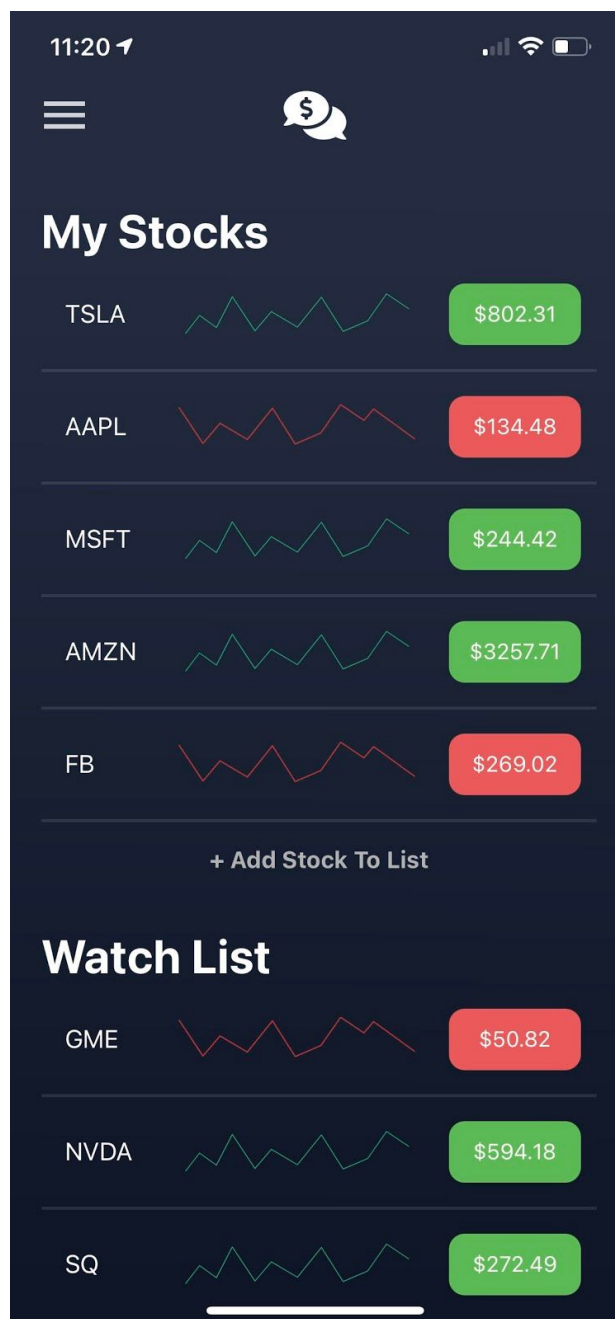 11:20
$
My Stocks
TSLA $802.31
AAPL $134.48
MSFT $244.42
AMZN $3257.71
FB $269.02
+ Add Stock To List
Watch List
GME $50.82
NVDA $594.18
SQ $272.49